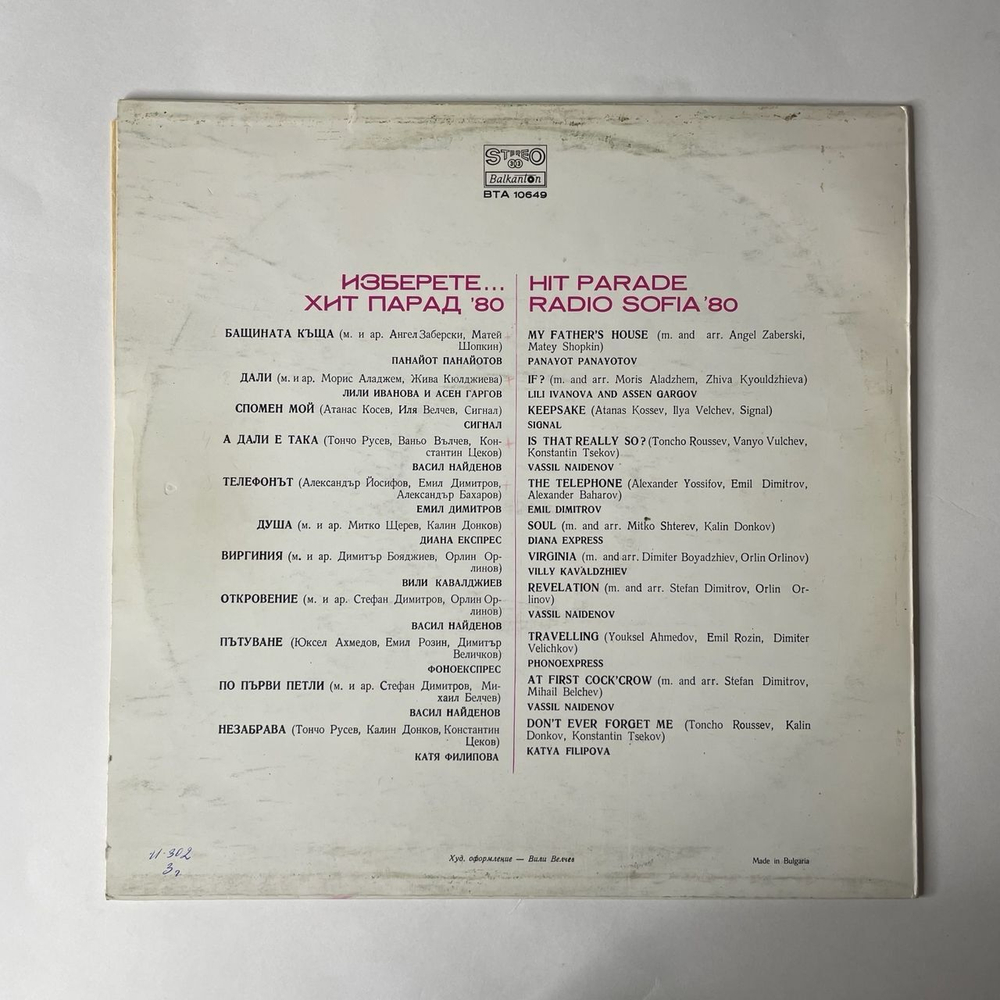 STEREO
33
Balkanton
BTA 10649
ИЗБЕРЕТЕ...
ХИТ ПАРАД '80
БАЩИНАТА КЪЩА (м. и ар. Ангел Заберски, Матей
Шопкин)
ПАНАЙОТ ПАНАЙОТОВ
ДАЛИ (м. и ар. Морис Аладжем, Жива Кюлджиева)
ЛИЛИ ИВАНОВА И АСЕН ГАРГОВ
СПОМЕН МОЙ (Атанас Косев, Иля Велчев, Сигнал)
СИГНАЛ
А ДАЛИ Е ТАКА (Тончо Русев, Ваньо Вълчев, Кон-
стантин Цеков)
ВАСИЛ НАЙДЕНОВ
ТЕЛЕФОНЪТ (Александър Йосифов, Емил Димитров,
Александър Бахаров)
ЕМИЛ ДИМИТРОВ
ДУША (м. и ар. Митко Щерев, Калин Донков)
ДИАНА ЕКСПРЕС
ВИРГИНИЯ (м. и ар. Димитър Бояджиев, Орлин Ор-
линов)
ВИЛИ КАВАЛДЖИЕВ
ОТКРОВЕНИЕ (м. и ар. Стефан Димитров, Орлин Ор-
линов)
ВАСИЛ НАЙДЕНОВ
ПЪТУВАНЕ (Юксел Ахмедов, Емил Розин, Димитър
Величков)
ФОНОЕКСПРЕС
ПО ПЪРВИ ПЕТЛИ (м. и ар. Стефан Димитров, Ми-
хаил Белчев)
ВАСИЛ НАЙДЕНОВ
НЕЗАБРАВА (Тончо Русев, Калин Донков, Константин
Цеков)
КАТЯ ФИЛИПОВА
HIT PARADE
RADIO SOFIA '80
MY FATHER'S HOUSE (m. and arr. Angel Zaberski,
Matey Shopkin)
PANAYOT PANAYOTOV
IF? (m. and arr. Moris Aladzhem, Zhiva Kyouldzhieva)
LILI IVANOVA AND ASSEN GARGOV
KEEPSAKE (Atanas Kossev, Ilya Velchev, Signal)
SIGNAL
IS THAT REALLY SO? (Toncho Roussev, Vanyo Vulchev,
Konstantin Tsekov)
VASSIL NAIDENOV
THE TELEPHONE (Alexander Yossifov, Emil Dimitrov,
Alexander Baharov)
EMIL DIMITROV
SOUL (m. and arr. Mitko Shterev, Kalin Donkov)
DIANA EXPRESS
VIRGINIA (m. and arr. Dimiter Boyadzhiev, Orlin Orlinov)
VILLY KAVALDZHIEV
REVELATION (m. and arr. Stefan Dimitrov, Orlin Or-
linov)
VASSIL NAIDENOV
TRAVELLING (Youksel Ahmedov, Emil Rozin, Dimiter
Velichkov)
PHONOEXPRESS
AT FIRST COCK'CROW (m. and arr. Stefan Dimitrov,
Mihail Belchev)
VASSIL NAIDENOV
DON'T EVER FORGET ME (Toncho Roussev, Kalin
Donkov, Konstantin Tsekov)
KATYA FILIPOVA
Худ. оформление — Вили Велчев
Made in Bulgaria